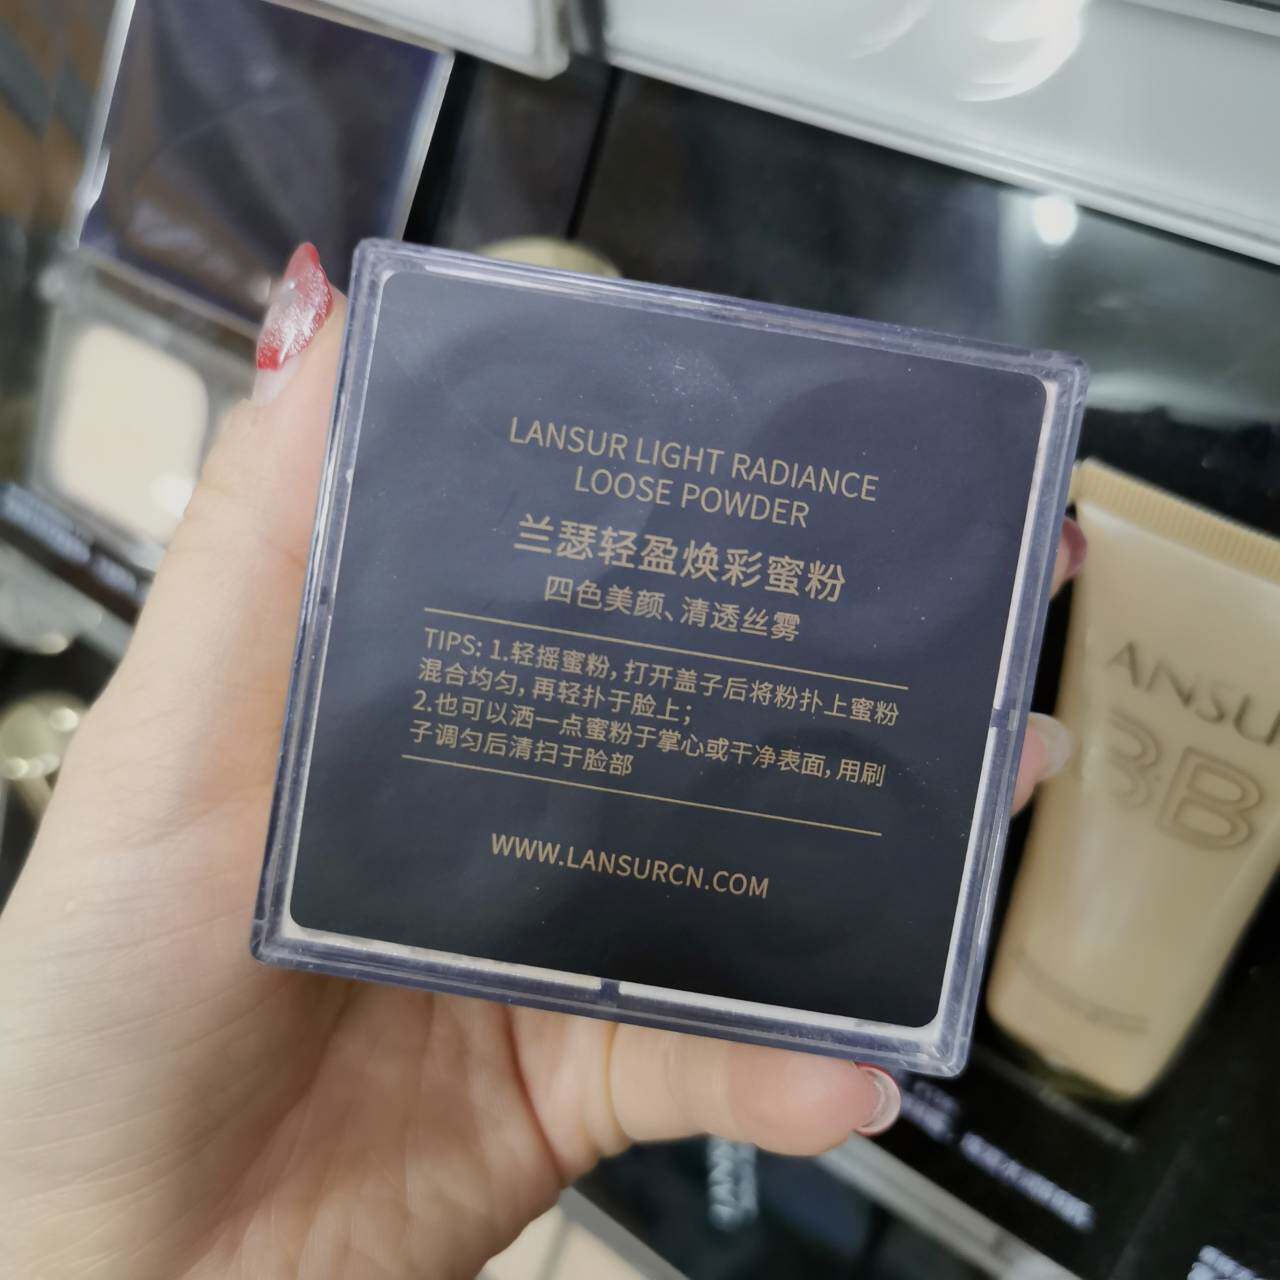 LANSUR LIGHT RADIANCE
LOOSE POWDER
兰瑟轻盈焕彩蜜粉
四色美颜、清透丝雾
TIPS: 1.轻摇蜜粉, 打开盖子后将粉扑上蜜粉
混合均匀, 再轻扑于脸上;
2.也可以洒一点蜜粉于掌心或干净表面, 用刷
子调匀后清扫于脸部
WWW.LANSURCN.COM
ANSU
BB